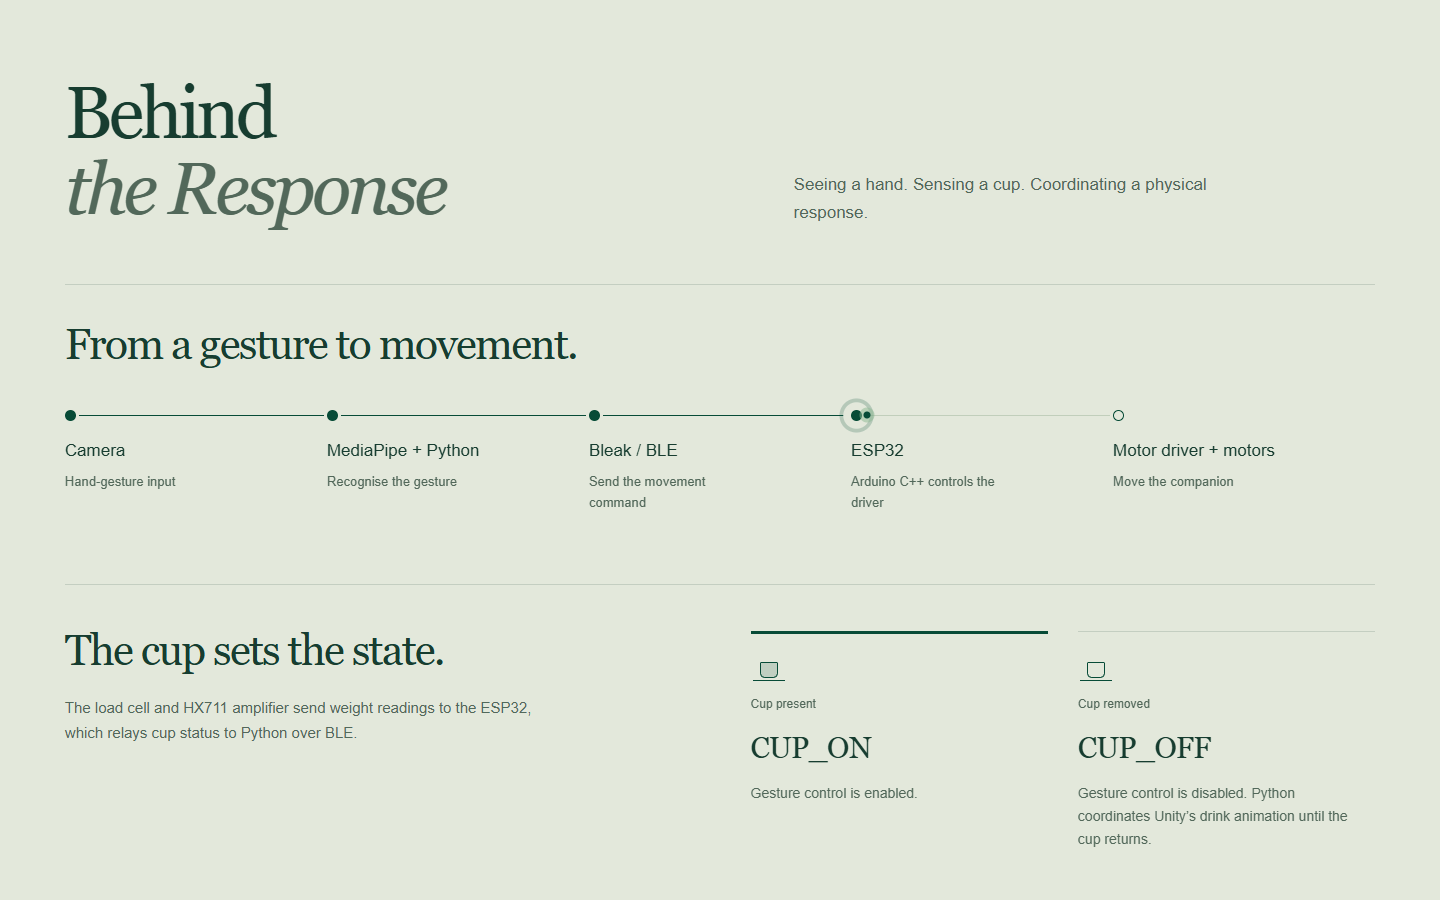 Behind
the Response
Seeing a hand. Sensing a cup. Coordinating a physical
response.
From a gesture to movement.
Camera
Hand-gesture input
MediaPipe + Python
Recognise the gesture
Bleak / BLE
Send the movement
command
ESP32
Arduino C++ controls the
driver
Motor driver + motors
Move the companion
The cup sets the state.
The load cell and HX711 amplifier send weight readings to the ESP32,
which relays cup status to Python over BLE.
Cup present
CUP_ON
Gesture control is enabled.
Cup removed
CUP_OFF
Gesture control is disabled. Python
coordinates Unity’s drink animation until the
cup returns.